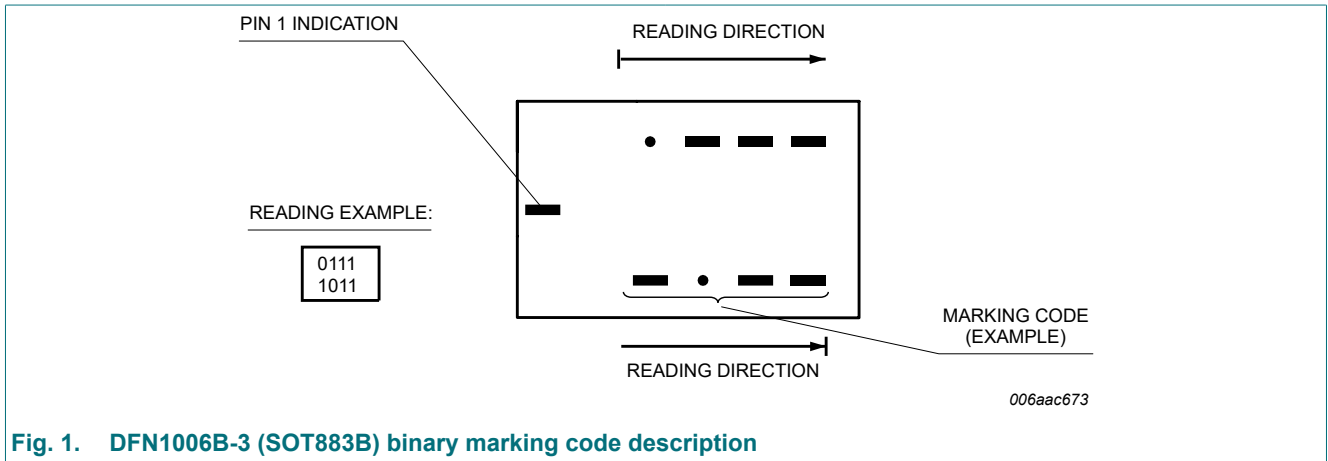 PIN 1 INDICATION
READING DIRECTION
READING EXAMPLE:
0111
1011
MARKING CODE
(EXAMPLE)
READING DIRECTION
006aac673
Fig. 1. DFN1006B-3 (SOT883B) binary marking code description